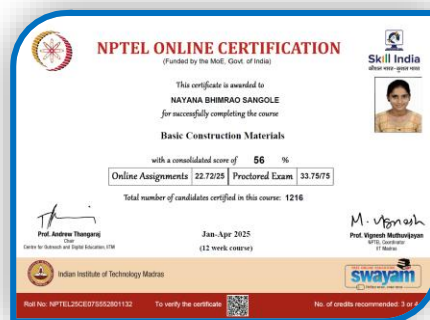 NPTEL ONLINE CERTIFICATION
(Funded by the MoE, Govt. of India)
Skill India
कौशल भारत - कुशल भारत
This certificate is awarded to
NAYANA BHIMRAO SANGOLE
for successfully completing the course
Basic Construction Materials
with a consolidated score of 56 %
Online Assignments 22.72/25 Proctored Exam 33.75/75
Total number of candidates certified in this course: 1216
Prof. Andrew Thangaraj
Chair
Centre for Outreach and Digital Education, IITM
Jan-Apr 2025
(12 week course)
M. Vignesh
Prof. Vignesh Muthuvijayan
NPTEL Coordinator
IIT Madras
Indian Institute of Technology Madras
swayam
Roll No: NPTEL25CE07S552801132
To verify the certificate
No. of credits recommended: 3 or 4